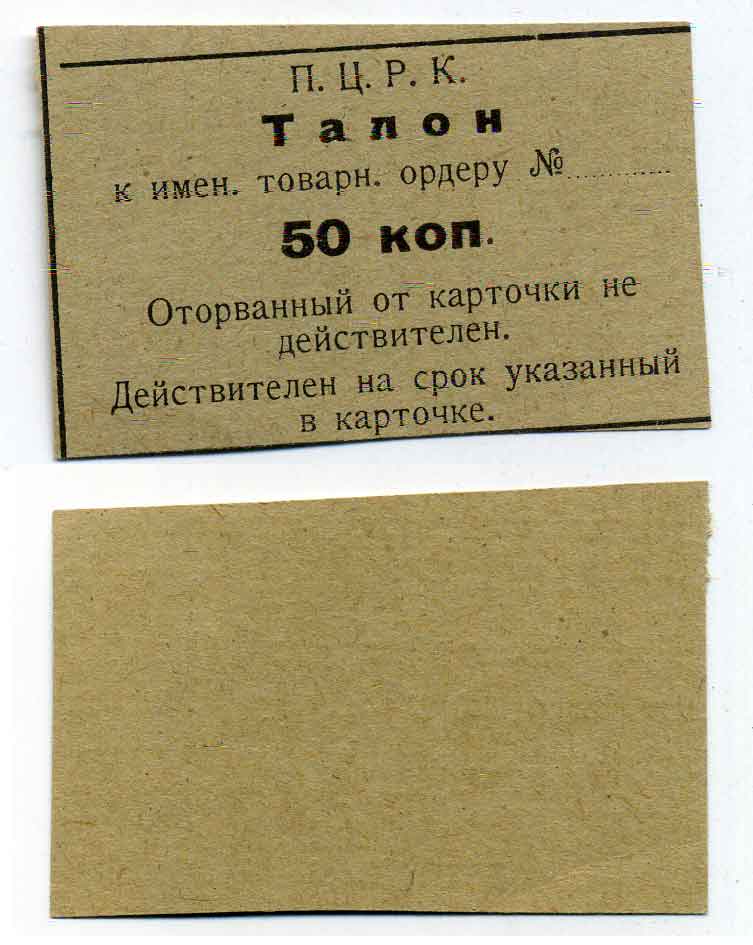 П. Ц. Р. К.
Талон
к имен. товарн. ордеру №............
50 коп.
Оторванный от карточки не
действителен.
Действителен на срок указанный
в карточке.